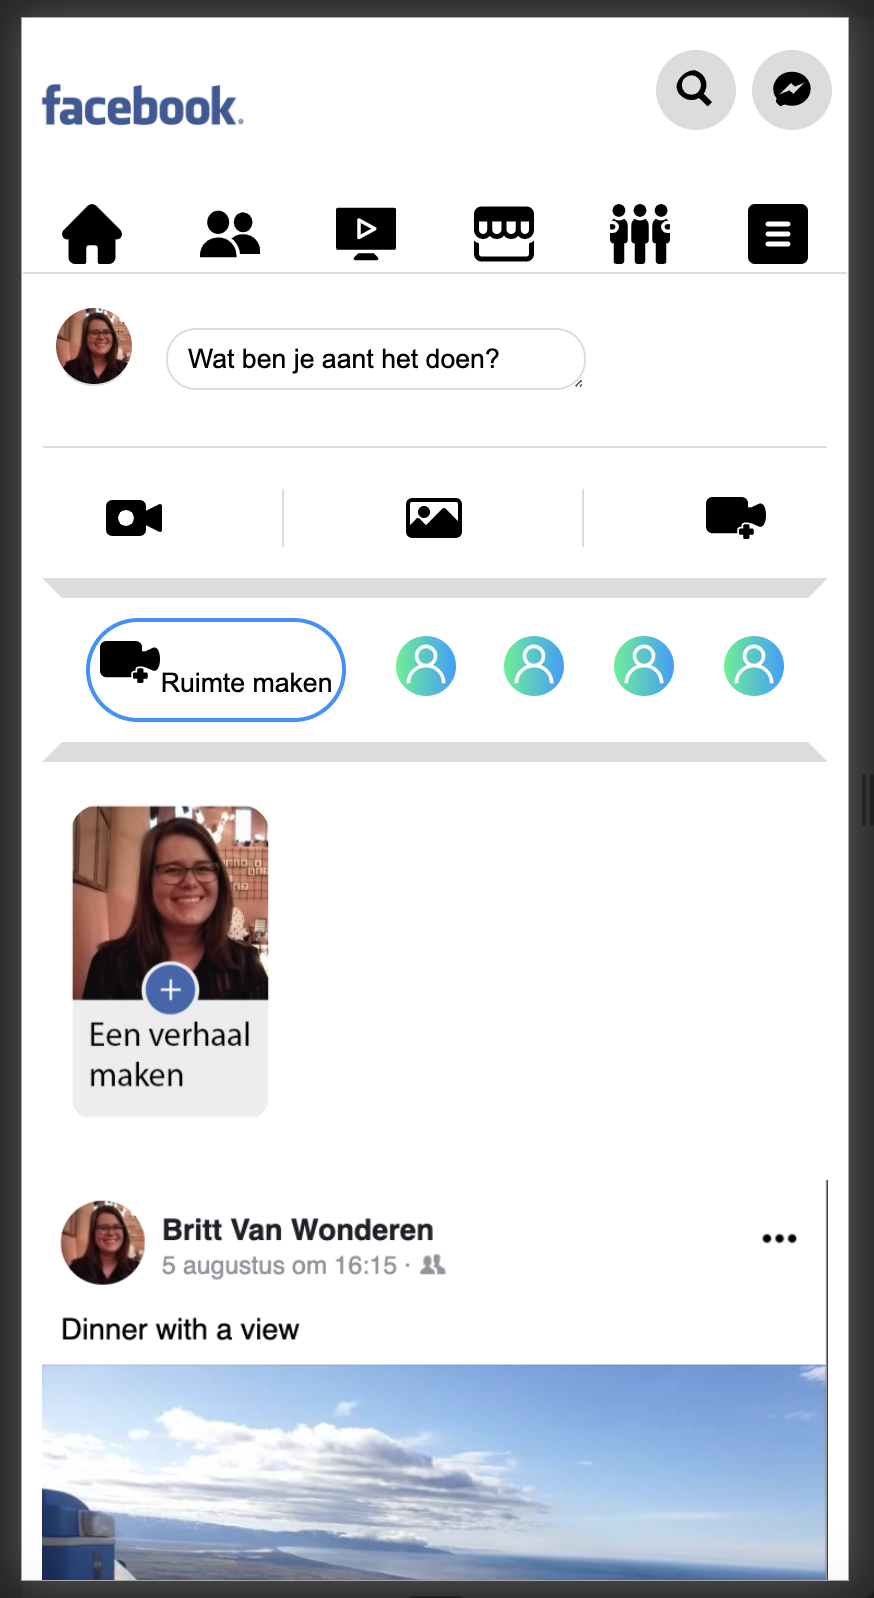 facebook
Wat ben je aant het doen?
Ruimte maken
Een verhaal
maken
Britt Van Wonderen
5 augustus om 16:15 ·
Dinner with a view